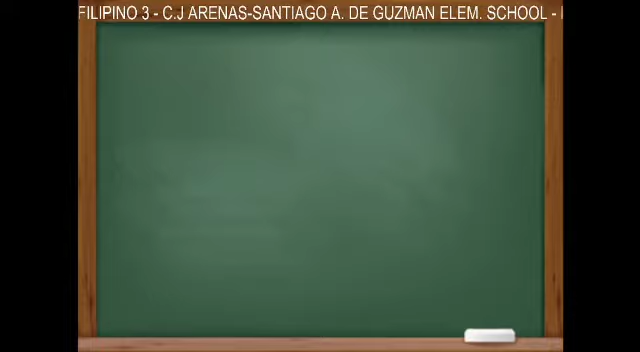 FILIPINO 3 - C.J ARENAS-SANTIAGO A. DE GUZMAN ELEM. SCHOOL -